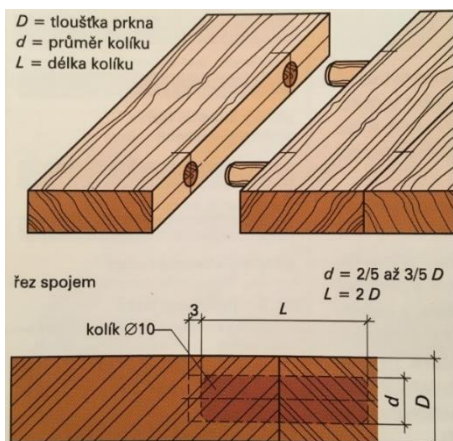 D = tloušťka prkna
d = průměr kolíku
L = délka kolíku
řez spojem
d = 2/5 až 3/5 D
L = 2 D
3
L
kolík Ø10
d
D